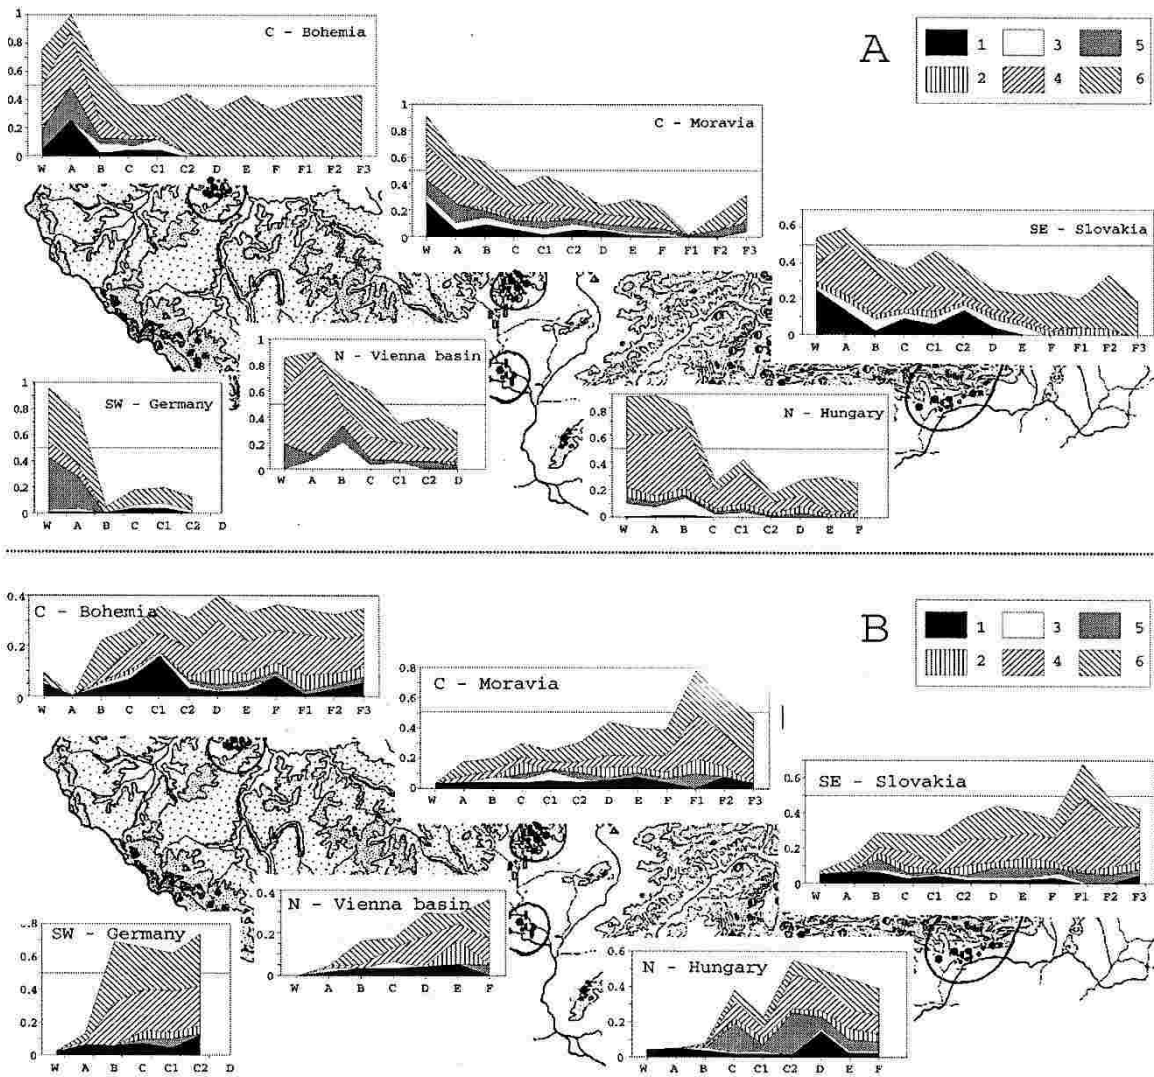 C - Bohemia
1
0.8
0.6
0.4
0.2
0
W A B C C1 C2 D E F F1 F2 F3
A
1 3 5
2 4 6
C - Moravia
1
0.8
0.6
0.4
0.2
0
W A B C C1 C2 D E F F1 F2 F3
SE - Slovakia
0.6
0.4
0.2
0
W A B C C1 C2 D E F F1 F2 F3
N - Vienna basin
1
0.8
0.6
0.4
0.2
0
W A B C C1 C2 D
SW - Germany
1
0.8
0.6
0.4
0.2
0
W A B C C1 C2 D
N - Hungary
0.8
0.6
0.4
0.2
0
W A B C C1 C2 D E F
C - Bohemia
0.4
0.2
0
W A B C C1 C2 D E F F1 F2 F3
B
1 3 5
2 4 6
C - Moravia
0.8
0.6
0.4
0.2
0
W A B C C1 C2 D E F F1 F2 F3
SE - Slovakia
0.6
0.4
0.2
0
W A B C C1 C2 D E F F1 F2 F3
N - Vienna basin
0.4
0.2
0
W A B C D E F
SW - Germany
0.8
0.6
0.4
0.2
0
W A B C C1 C2 D
N - Hungary
0.6
0.4
0.2
0
W A B C C1 C2 D E F